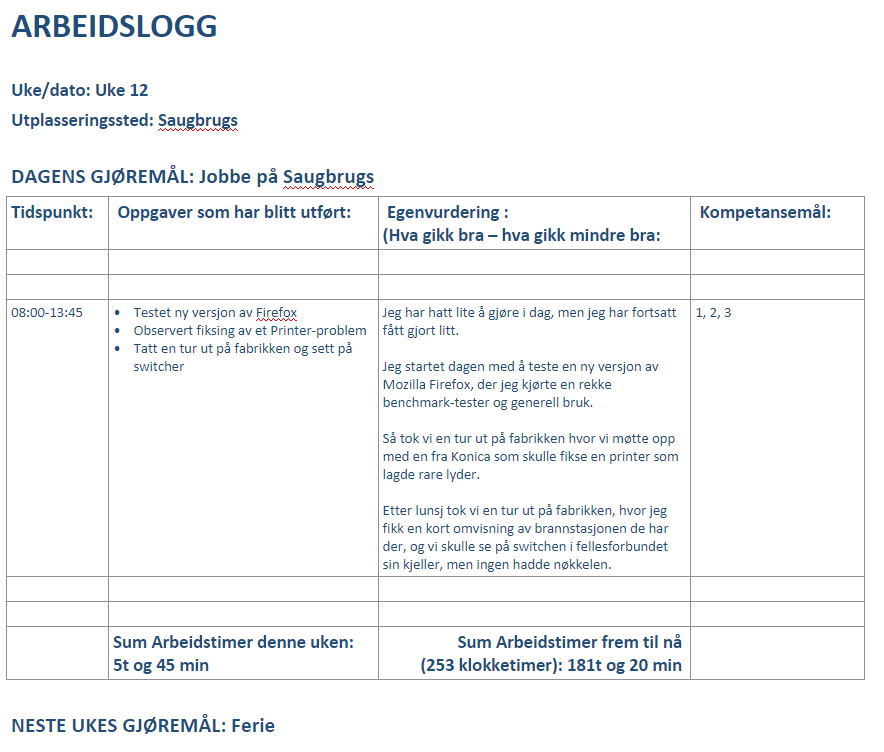 ARBEIDSLOGG
Uke/dato: Uke 12
Utplasseringssted: Saugbrugs
DAGENS GJØREMÅL: Jobbe på Saugbrugs
Tidspunkt:
Oppgaver som har blitt utført:
Egenvurdering :
(Hva gikk bra – hva gikk mindre bra:
Kompetansemål:
08:00-13:45
• Testet ny versjon av Firefox
• Observert fiksing av et Printer-problem
• Tatt en tur ut på fabrikken og sett på
switcher
Jeg har hatt lite å gjøre i dag, men jeg har fortsatt
fått gjort litt.
Jeg startet dagen med å teste en ny versjon av
Mozilla Firefox, der jeg kjørte en rekke
benchmark-tester og generell bruk.
Så tok vi en tur ut på fabrikken hvor vi møtte opp
med en fra Konica som skulle fikse en printer som
lagde rare lyder.
Etter lunsj tok vi en tur ut på fabrikken, hvor jeg
fikk en kort omvisning av brannstasjonen de har
der, og vi skulle se på switchen i fellesforbundet
sin kjeller, men ingen hadde nøkkelen.
1, 2, 3
Sum Arbeidstimer denne uken:
5t og 45 min
Sum Arbeidstimer frem til nå
(253 klokketimer): 181t og 20 min
NESTE UKES GJØREMÅL: Ferie